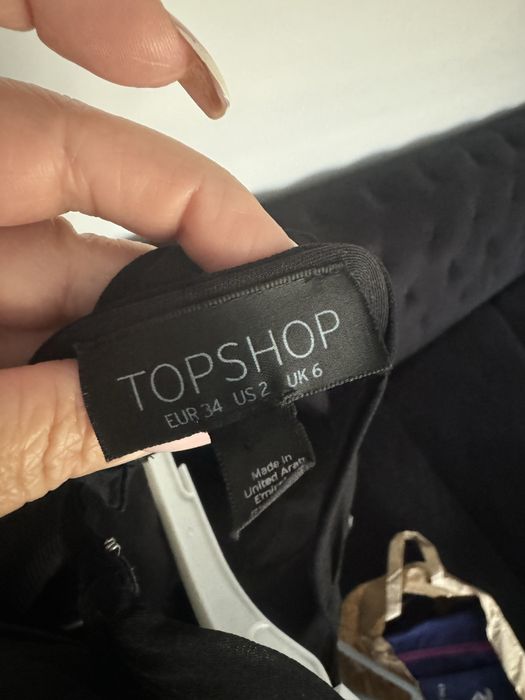 TOPSHOP
EUR 34 US 2 UK 6
Made in
United Arab